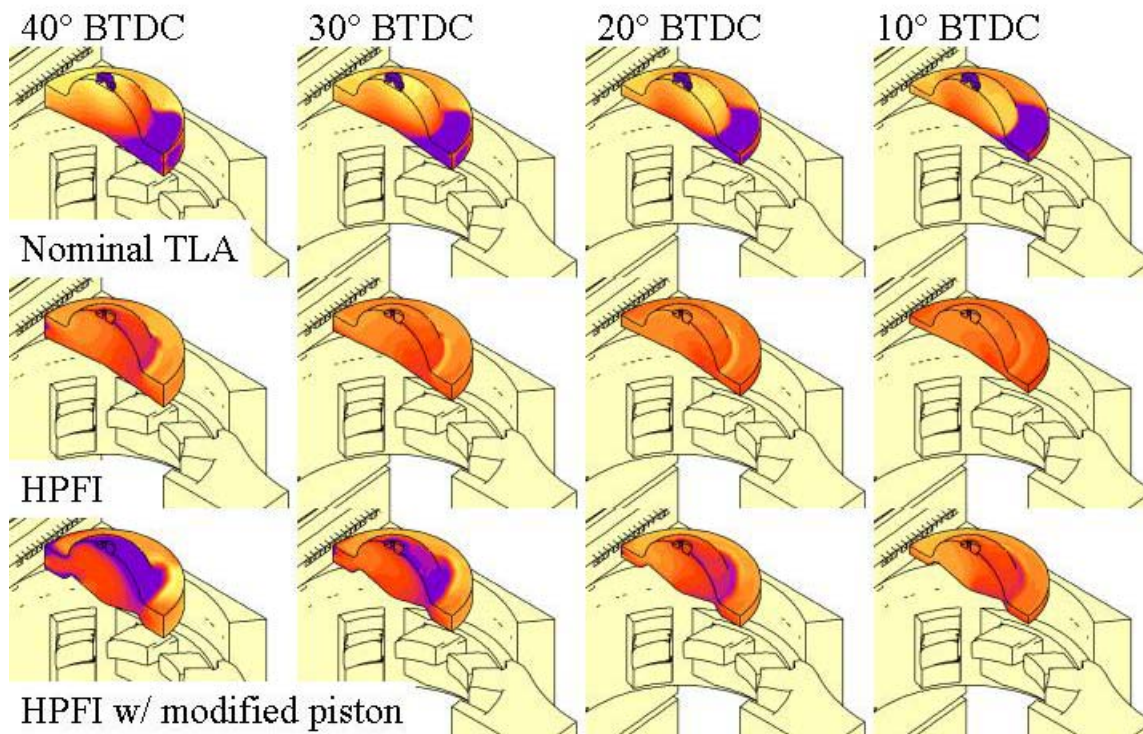 40° BTDC 30° BTDC 20° BTDC 10° BTDC
Nominal TLA
HPFI
HPFI w/ modified piston